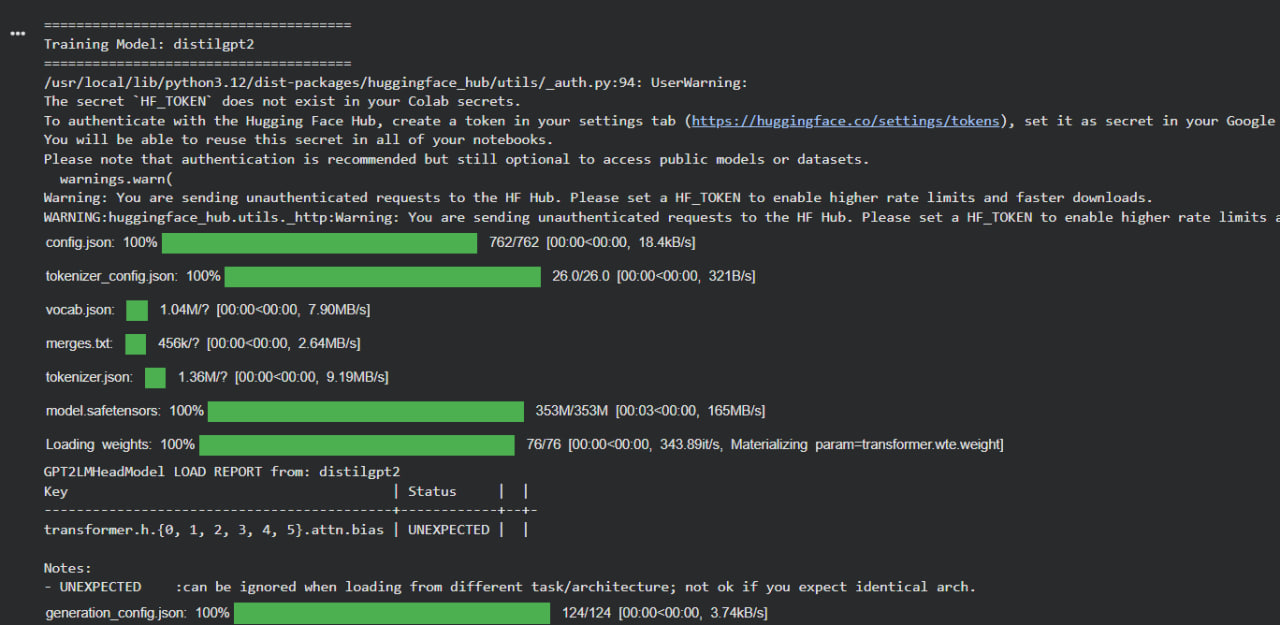 =====================================
Training Model: distilgpt2
=====================================
/usr/local/lib/python3.12/dist-packages/huggingface_hub/utils/_auth.py:94: UserWarning:
The secret `HF_TOKEN` does not exist in your Colab secrets.
To authenticate with the Hugging Face Hub, create a token in your settings tab (https://huggingface.co/settings/tokens), set it as secret in your Google
You will be able to reuse this secret in all of your notebooks.
Please note that authentication is recommended but still optional to access public models or datasets.
  warnings.warn(
Warning: You are sending unauthenticated requests to the HF Hub. Please set a HF_TOKEN to enable higher rate limits and faster downloads.
WARNING:huggingface_hub.utils._http:Warning: You are sending unauthenticated requests to the HF Hub. Please set a HF_TOKEN to enable higher rate limits a
config.json: 100% 762/762 [00:00<00:00, 18.4kB/s]
tokenizer_config.json: 100% 26.0/26.0 [00:00<00:00, 321B/s]
vocab.json: 1.04M/? [00:00<00:00, 7.90MB/s]
merges.txt: 456k/? [00:00<00:00, 2.64MB/s]
tokenizer.json: 1.36M/? [00:00<00:00, 9.19MB/s]
model.safetensors: 100% 353M/353M [00:03<00:00, 165MB/s]
Loading weights: 100% 76/76 [00:00<00:00, 343.89it/s, Materializing param=transformer.wte.weight]
GPT2LMHeadModel LOAD REPORT from: distilgpt2
Key                                         | Status     |  |
--------------------------------------------+------------+--+-
transformer.h.{0, 1, 2, 3, 4, 5}.attn.bias | UNEXPECTED |  |
Notes:
- UNEXPECTED    :can be ignored when loading from different task/architecture; not ok if you expect identical arch.
generation_config.json: 100% 124/124 [00:00<00:00, 3.74kB/s]